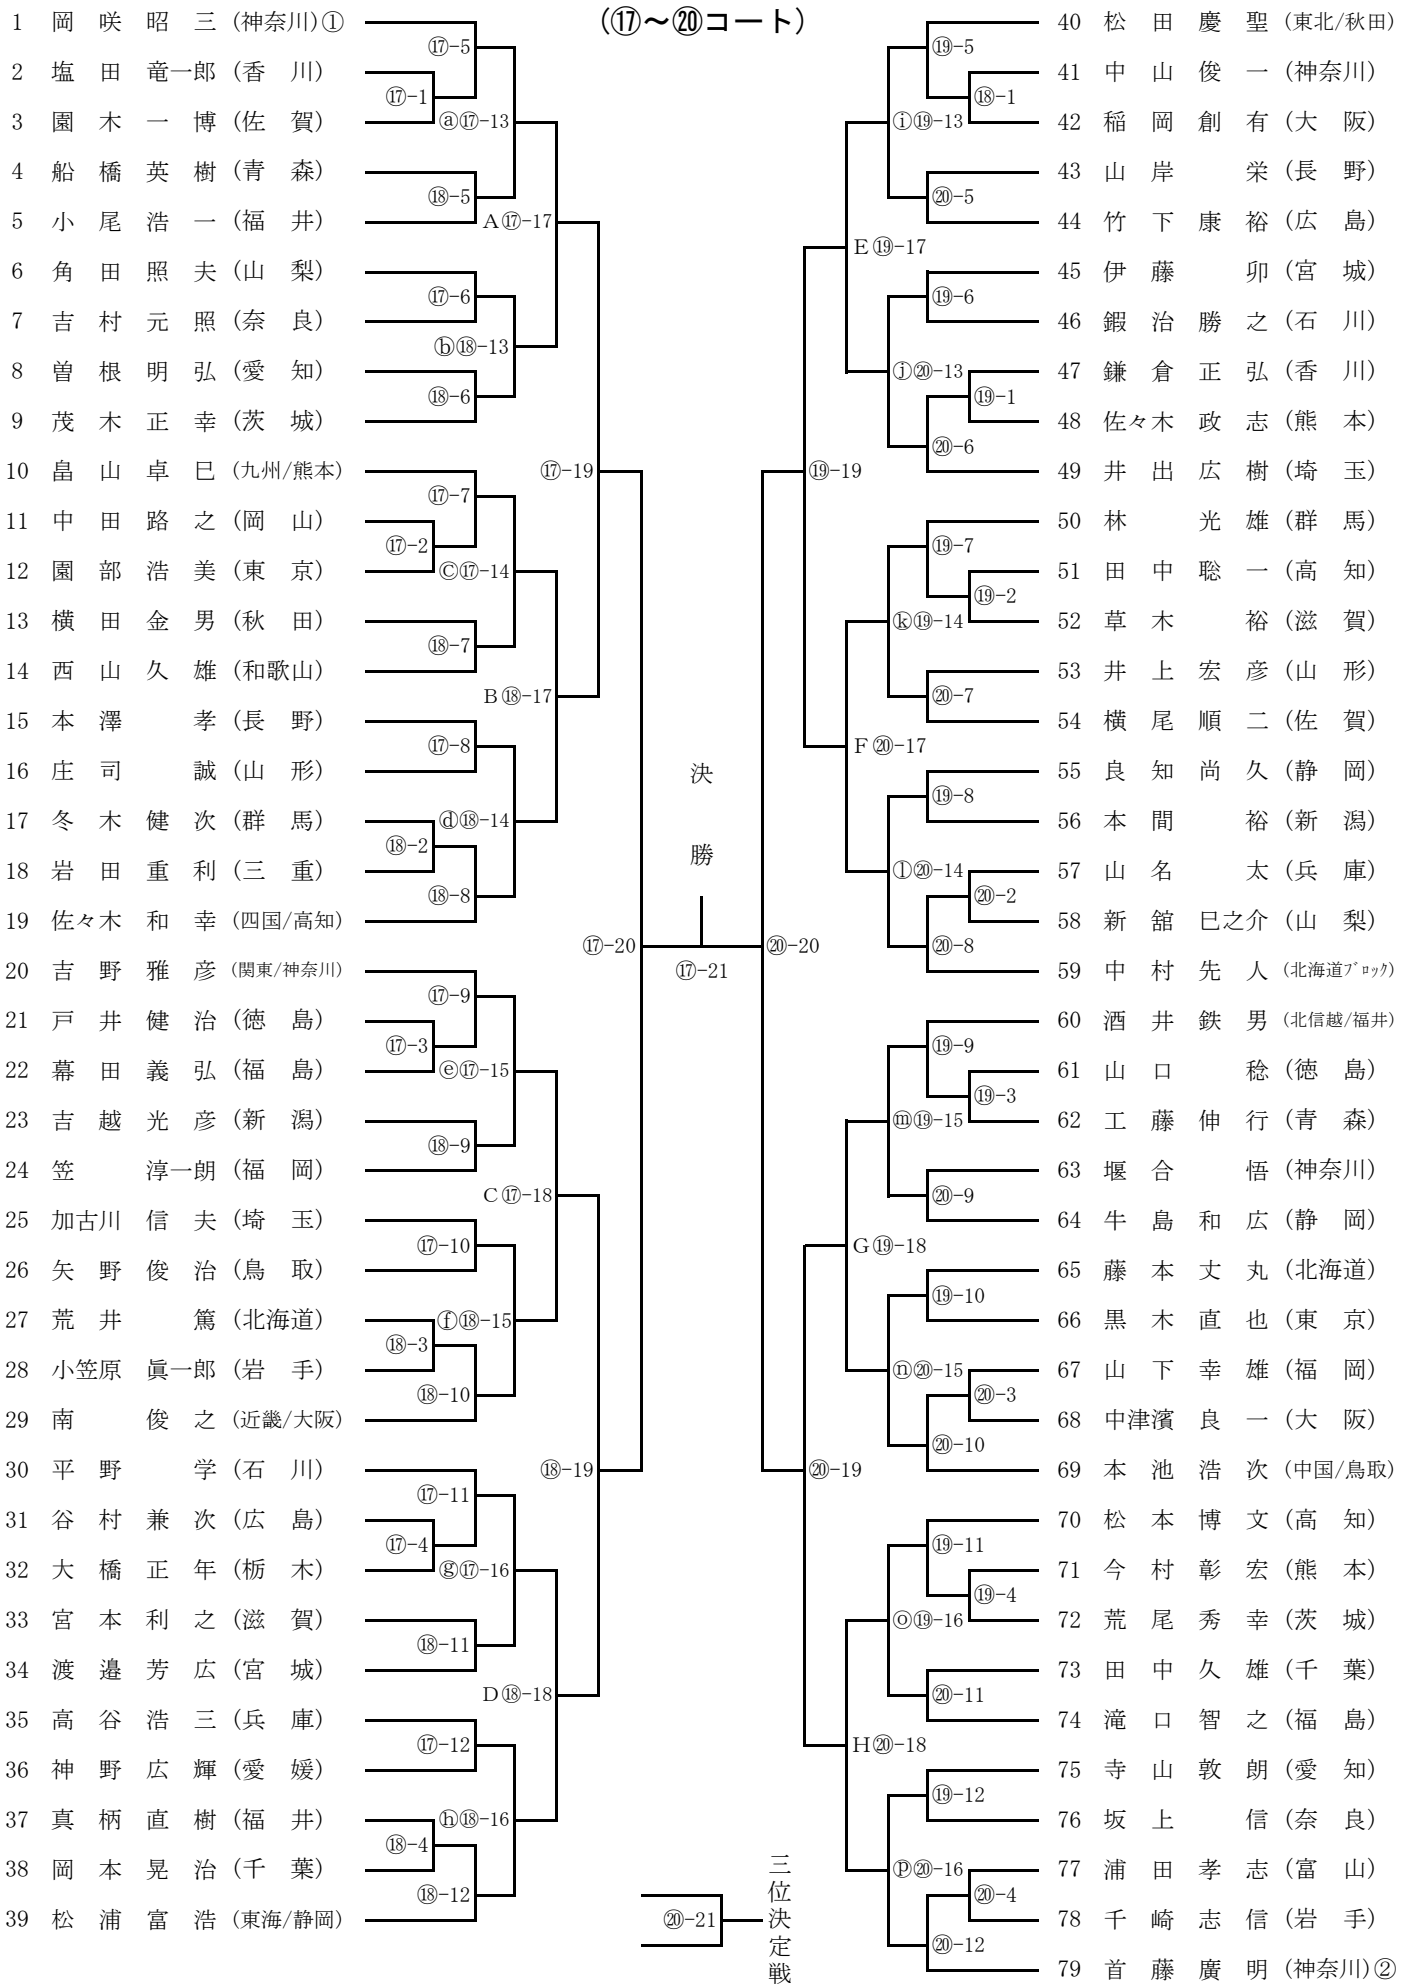 (⑰～⑳コート)
1 岡咲昭三 (神奈川)①
2 塩田竜一郎 (香川)
3 園木一博 (佐賀)
4 船橋英樹 (青森)
5 小尾浩一 (福井)
6 角田照夫 (山梨)
7 吉村元照 (奈良)
8 曽根明弘 (愛知)
9 茂木正幸 (茨城)
10 畠山卓巳 (九州/熊本)
11 中田路之 (岡山)
12 園部浩美 (東京)
13 横田金男 (秋田)
14 西山久雄 (和歌山)
15 本澤孝 (長野)
16 庄司誠 (山形)
17 冬木健次 (群馬)
18 岩田重利 (三重)
19 佐々木和幸 (四国/高知)
20 吉野雅彦 (関東/神奈川)
21 戸井健治 (徳島)
22 幕田義弘 (福島)
23 吉越光彦 (新潟)
24 笠淳一朗 (福岡)
25 加古川信夫 (埼玉)
26 矢野俊治 (鳥取)
27 荒井篤 (北海道)
28 小笠原眞一郎 (岩手)
29 南俊之 (近畿/大阪)
30 平野学 (石川)
31 谷村兼次 (広島)
32 大橋正年 (栃木)
33 宮本利之 (滋賀)
34 渡邉芳広 (宮城)
35 高谷浩三 (兵庫)
36 神野広輝 (愛媛)
37 真柄直樹 (福井)
38 岡本晃治 (千葉)
39 松浦富浩 (東海/静岡)
⑰-1
⑰-2
⑱-2
⑰-3
⑱-3
⑰-4
⑱-4
⑰-5
⑱-5
⑰-6
⑱-6
⑰-7
⑱-7
⑰-8
⑱-8
⑰-9
⑱-9
⑰-10
⑱-10
⑰-11
⑱-11
⑰-12
⑱-12
ⓐ⑰-13
ⓑ⑱-13
Ⓒ⑰-14
ⓓ⑱-14
ⓔ⑰-15
ⓕ⑱-15
ⓖ⑰-16
ⓗ⑱-16
A⑰-17
B⑱-17
C⑰-18
D⑱-18
⑰-19
⑱-19
⑰-20
決勝
⑰-21
⑳-20
⑲-19
⑳-19
E⑲-17
F⑳-17
G⑲-18
H⑳-18
ⓘ⑲-13
ⓙ⑳-13
ⓚ⑲-14
ⓛ⑳-14
ⓜ⑲-15
ⓝ⑳-15
ⓞ⑲-16
ⓟ⑳-16
⑲-5
⑳-5
⑲-6
⑳-6
⑲-7
⑳-7
⑲-8
⑳-8
⑲-9
⑳-9
⑲-10
⑳-10
⑲-11
⑳-11
⑲-12
⑳-12
⑱-1
⑲-1
⑲-2
⑳-2
⑲-3
⑳-3
⑲-4
⑳-4
40 松田慶聖 (東北/秋田)
41 中山俊一 (神奈川)
42 稲岡創有 (大阪)
43 山岸栄 (長野)
44 竹下康裕 (広島)
45 伊藤卯 (宮城)
46 鍜治勝之 (石川)
47 鎌倉正弘 (香川)
48 佐々木政志 (熊本)
49 井出広樹 (埼玉)
50 林光雄 (群馬)
51 田中聡一 (高知)
52 草木裕 (滋賀)
53 井上宏彦 (山形)
54 横尾順二 (佐賀)
55 良知尚久 (静岡)
56 本間裕 (新潟)
57 山名太 (兵庫)
58 新舘巳之介 (山梨)
59 中村先人 (北海道ﾌﾞﾛｯｸ)
60 酒井鉄男 (北信越/福井)
61 山口稔 (徳島)
62 工藤伸行 (青森)
63 堰合悟 (神奈川)
64 牛島和広 (静岡)
65 藤本丈丸 (北海道)
66 黒木直也 (東京)
67 山下幸雄 (福岡)
68 中津濱良一 (大阪)
69 本池浩次 (中国/鳥取)
70 松本博文 (高知)
71 今村彰宏 (熊本)
72 荒尾秀幸 (茨城)
73 田中久雄 (千葉)
74 滝口智之 (福島)
75 寺山敦朗 (愛知)
76 坂上信 (奈良)
77 浦田孝志 (富山)
78 千崎志信 (岩手)
79 首藤廣明 (神奈川)②
⑳-21
三位決定戦